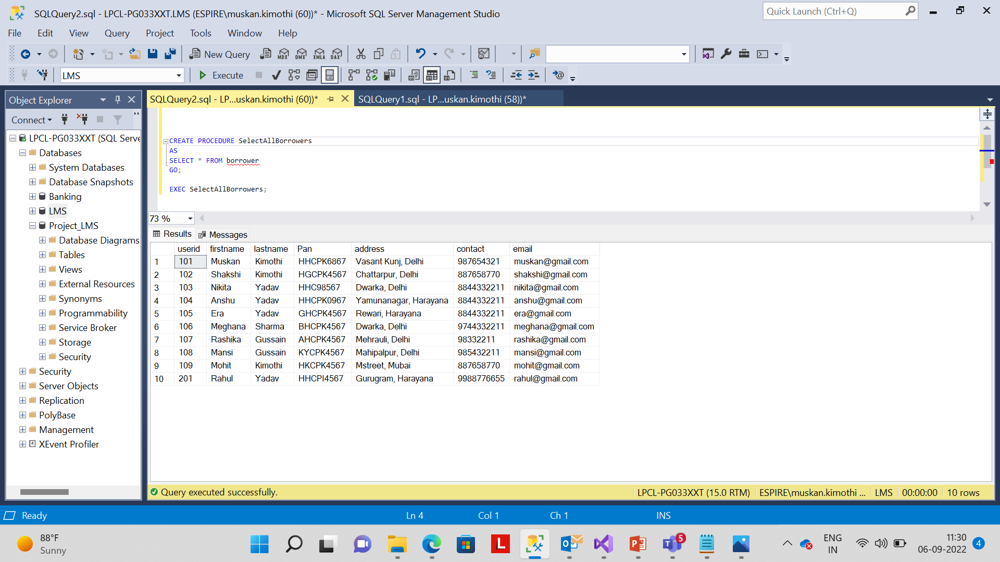 SQLQuery2.sql - LPCL-PG033XXT.LMS (ESPIRE\muskan.kimothi (60))* - Microsoft SQL Server Management Studio
Quick Launch (Ctrl+Q)
File Edit View Query Project Tools Window Help
New Query MDX DMX XMLA DAX
LMS Execute
Object Explorer
SQLQuery2.sql - LP...uskan.kimothi (60))* SQLQuery1.sql - LP...uskan.kimothi (58))*
Connect
LPCL-PG033XXT (SQL Serve
Databases
System Databases
Database Snapshots
Banking
LMS
Project_LMS
Database Diagrams
Tables
Views
External Resources
Synonyms
Programmability
Service Broker
Storage
Security
Security
Server Objects
Replication
PolyBase
Management
XEvent Profiler
CREATE PROCEDURE SelectAllBorrowers
AS
SELECT * FROM borrower
GO;
EXEC SelectAllBorrowers;
73 %
Results Messages
userid firstname lastname Pan address contact email
1 101 Muskan Kimothi HHCPK6867 Vasant Kunj, Delhi 987654321 muskan@gmail.com
2 102 Shakshi Kimothi HGCPK4567 Chattarpur, Delhi 887658770 shakshi@gmail.com
3 103 Nikita Yadav HHC98567 Dwarka, Delhi 8844332211 nikita@gmail.com
4 104 Anshu Yadav HHCPK0967 Yamunanagar, Harayana 8844332211 anshu@gmail.com
5 105 Era Yadav GHCPK4567 Rewari, Harayana 8844332211 era@gmail.com
6 106 Meghana Sharma BHCPK4567 Dwarka, Delhi 9744332211 meghana@gmail.com
7 107 Rashika Gussain AHCPK4567 Mehrauli, Delhi 98332211 rashika@gmail.com
8 108 Mansi Gussain KYCPK4567 Mahipalpur, Delhi 985432211 mansi@gmail.com
9 109 Mohit Kimothi HKCPK4567 Mstreet, Mubai 887658770 mohit@gmail.com
10 201 Rahul Yadav HHCPI4567 Gurugram, Harayana 9988776655 rahul@gmail.com
Query executed successfully. LPCL-PG033XXT (15.0 RTM) ESPIRE\muskan.kimothi ... LMS 00:00:00 10 rows
Ready Ln 4 Col 1 Ch 1 INS
88°F
Sunny
L
5
ENG
IN
11:30
06-09-2022
4